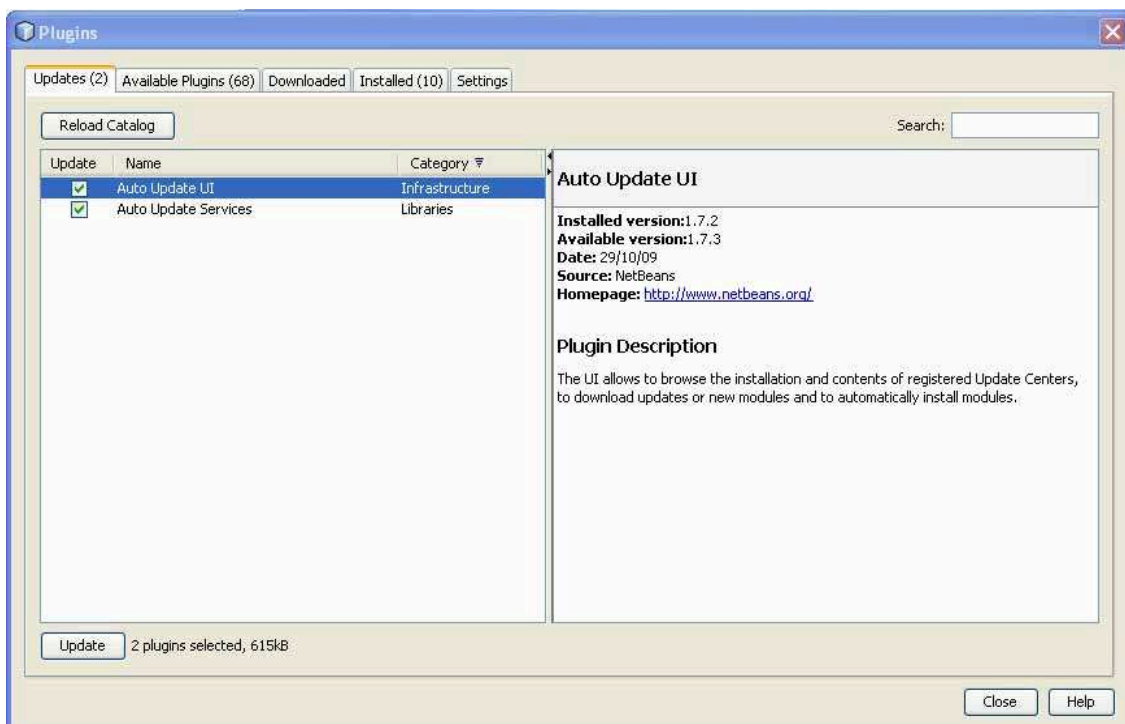 Plugins
Updates (2) Available Plugins (68) Downloaded Installed (10) Settings
Reload Catalog
Search:
Update Name Category
Auto Update UI Infrastructure
Auto Update Services Libraries
Auto Update UI
Installed version:1.7.2
Available version:1.7.3
Date: 29/10/09
Source: NetBeans
Homepage: http://www.netbeans.org/
Plugin Description
The UI allows to browse the installation and contents of registered Update Centers,
to download updates or new modules and to automatically install modules.
Update 2 plugins selected, 615kB
Close Help